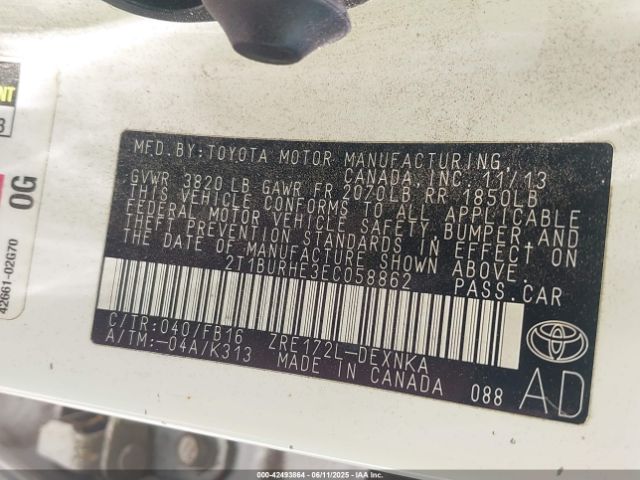 MFD. BY: TOYOTA MOTOR MANUFACTURING
CANADA, INC. 11/13
GVWR 3820 LB GAWR FR 2070LB RR 1850LB
THIS VEHICLE CONFORMS TO ALL APPLICABLE
FEDERAL MOTOR VEHICLE SAFETY, BUMPER, AND
THEFT PREVENTION STANDARDS IN EFFECT ON
THE DATE OF MANUFACTURE SHOWN ABOVE.
2T1BURHE3EC058862 PASS.CAR
C/TR:040/FB16 ZRE172L-DEXNKA
A/TM:-04A/K313 MADE IN CANADA 088
AD
0G
42661-02G70
IAA 000-42493864 | 06/11/2025 | COPYRIGHT IAA, LLC